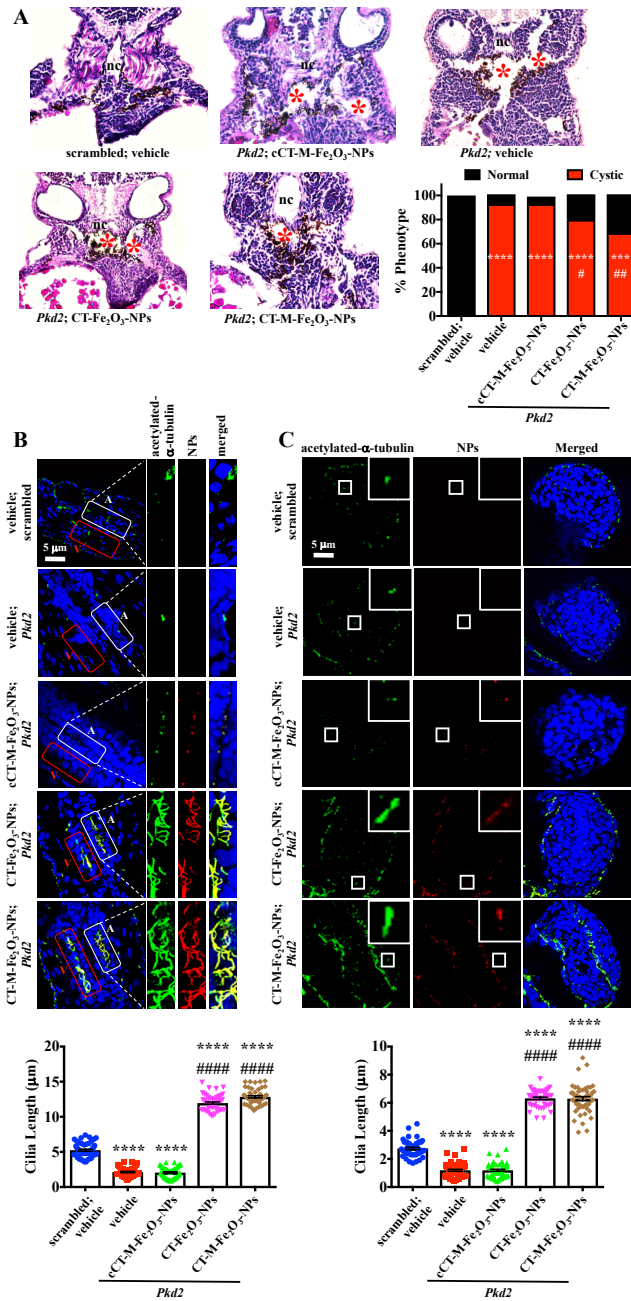 A
nc
nc
nc
scrambled; vehicle
Pkd2; cCT-M-Fe₂O₃-NPs
Pkd2; vehicle
nc
nc
Pkd2; CT-Fe₂O₃-NPs
Pkd2; CT-M-Fe₂O₃-NPs
Normal Cystic
% Phenotype
100
80
60
40
20
0
**** **** **** ***
# ##
scrambled; vehicle
vehicle
cCT-M-Fe₂O₃-NPs
CT-Fe₂O₃-NPs
CT-M-Fe₂O₃-NPs
Pkd2
B
acetylated-α-tubulin
NPs
merged
vehicle; scrambled
A
V
5 μm
vehicle; Pkd2
A
V
cCT-M-Fe₂O₃-NPs; Pkd2
A
V
CT-Fe₂O₃-NPs; Pkd2
A
V
CT-M-Fe₂O₃-NPs; Pkd2
A
V
Cilia Length (μm)
20
15
10
5
0
**** **** **** ****
#### ####
scrambled; vehicle
vehicle
cCT-M-Fe₂O₃-NPs
CT-Fe₂O₃-NPs
CT-M-Fe₂O₃-NPs
Pkd2
C
acetylated-α-tubulin
NPs
Merged
vehicle; scrambled
5 μm
vehicle; Pkd2
cCT-M-Fe₂O₃-NPs; Pkd2
CT-Fe₂O₃-NPs; Pkd2
CT-M-Fe₂O₃-NPs; Pkd2
Cilia Length (μm)
10
8
6
4
2
0
**** **** **** ****
#### ####
scrambled; vehicle
vehicle
cCT-M-Fe₂O₃-NPs
CT-Fe₂O₃-NPs
CT-M-Fe₂O₃-NPs
Pkd2